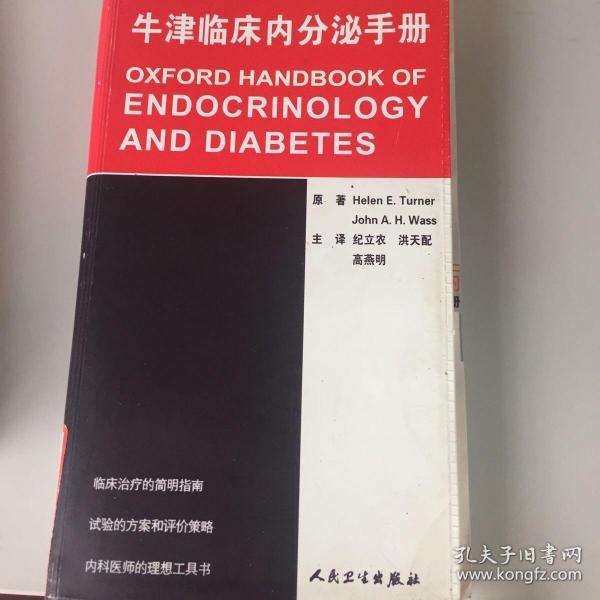 牛津临床内分泌手册
OXFORD HANDBOOK OF
ENDOCRINOLOGY
AND DIABETES
原 著 Helen E. Turner
John A. H. Wass
主 译 纪立农 洪天配
高燕明
册
临床治疗的简明指南
试验的方案和评价策略
内科医师的理想工具书
人民卫生出版社
孔夫子旧书网
www.kongfz.com